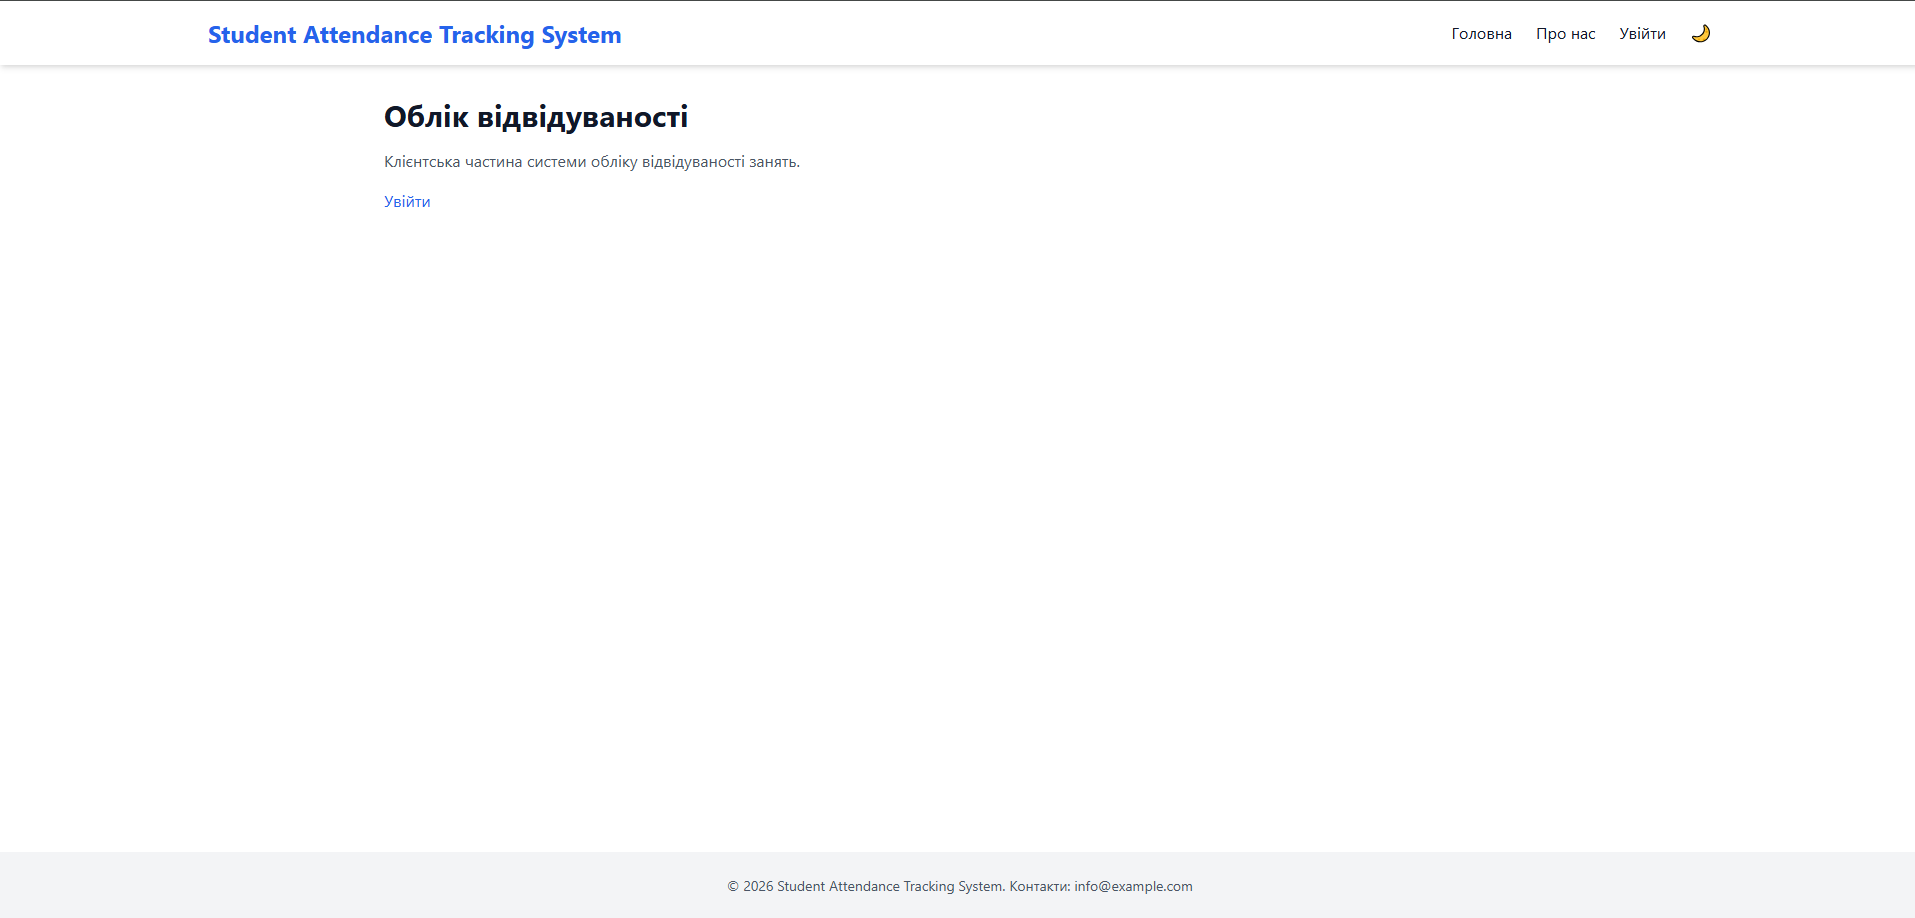 Student Attendance Tracking System
Головна Про нас Увійти
Облік відвідуваності
Клієнтська частина системи обліку відвідуваності занять.
Увійти
© 2026 Student Attendance Tracking System. Контакти: info@example.com